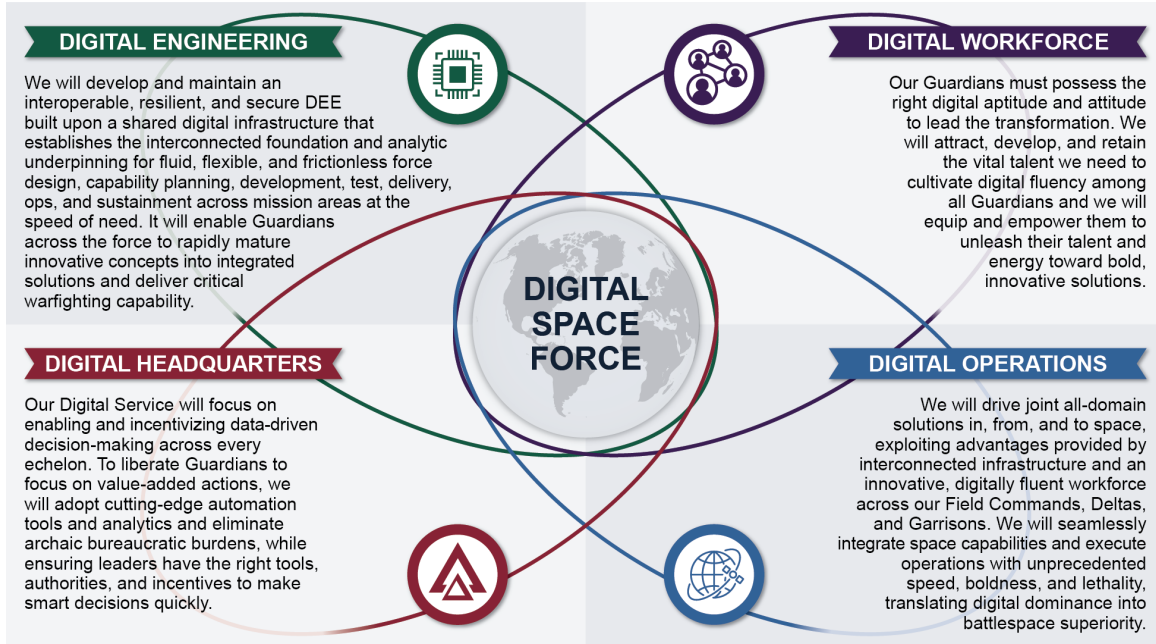 DIGITAL ENGINEERING
We will develop and maintain an
interoperable, resilient, and secure DEE
built upon a shared digital infrastructure that
establishes the interconnected foundation and analytic
underpinning for fluid, flexible, and frictionless force
design, capability planning, development, test, delivery,
ops, and sustainment across mission areas at the
speed of need. It will enable Guardians
across the force to rapidly mature
innovative concepts into integrated
solutions and deliver critical
warfighting capability.
DIGITAL WORKFORCE
Our Guardians must possess the
right digital aptitude and attitude
to lead the transformation. We
will attract, develop, and retain
the vital talent we need to
cultivate digital fluency among
all Guardians and we will
equip and empower them to
unleash their talent and
energy toward bold,
innovative solutions.
DIGITAL
SPACE
FORCE
DIGITAL HEADQUARTERS
Our Digital Service will focus on
enabling and incentivizing data-driven
decision-making across every
echelon. To liberate Guardians to
focus on value-added actions, we
will adopt cutting-edge automation
tools and analytics and eliminate
archaic bureaucratic burdens, while
ensuring leaders have the right tools,
authorities, and incentives to make
smart decisions quickly.
DIGITAL OPERATIONS
We will drive joint all-domain
solutions in, from, and to space,
exploiting advantages provided by
interconnected infrastructure and an
innovative, digitally fluent workforce
across our Field Commands, Deltas,
and Garrisons. We will seamlessly
integrate space capabilities and execute
operations with unprecedented
speed, boldness, and lethality,
translating digital dominance into
battlespace superiority.